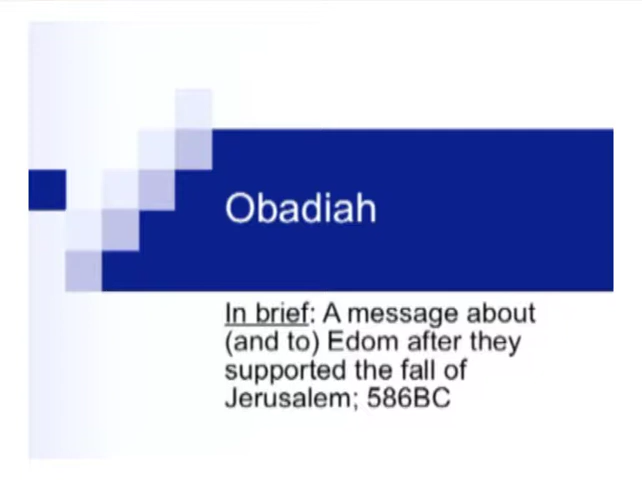 Obadiah
In brief: A message about
(and to) Edom after they
supported the fall of
Jerusalem; 586BC